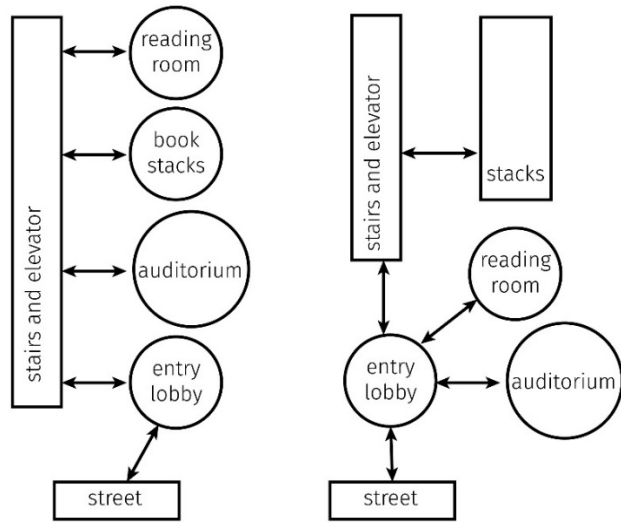 reading
room
book
stacks
auditorium
stairs and elevator
entry
lobby
street
stairs and elevator
stacks
reading
room
entry
lobby
auditorium
street